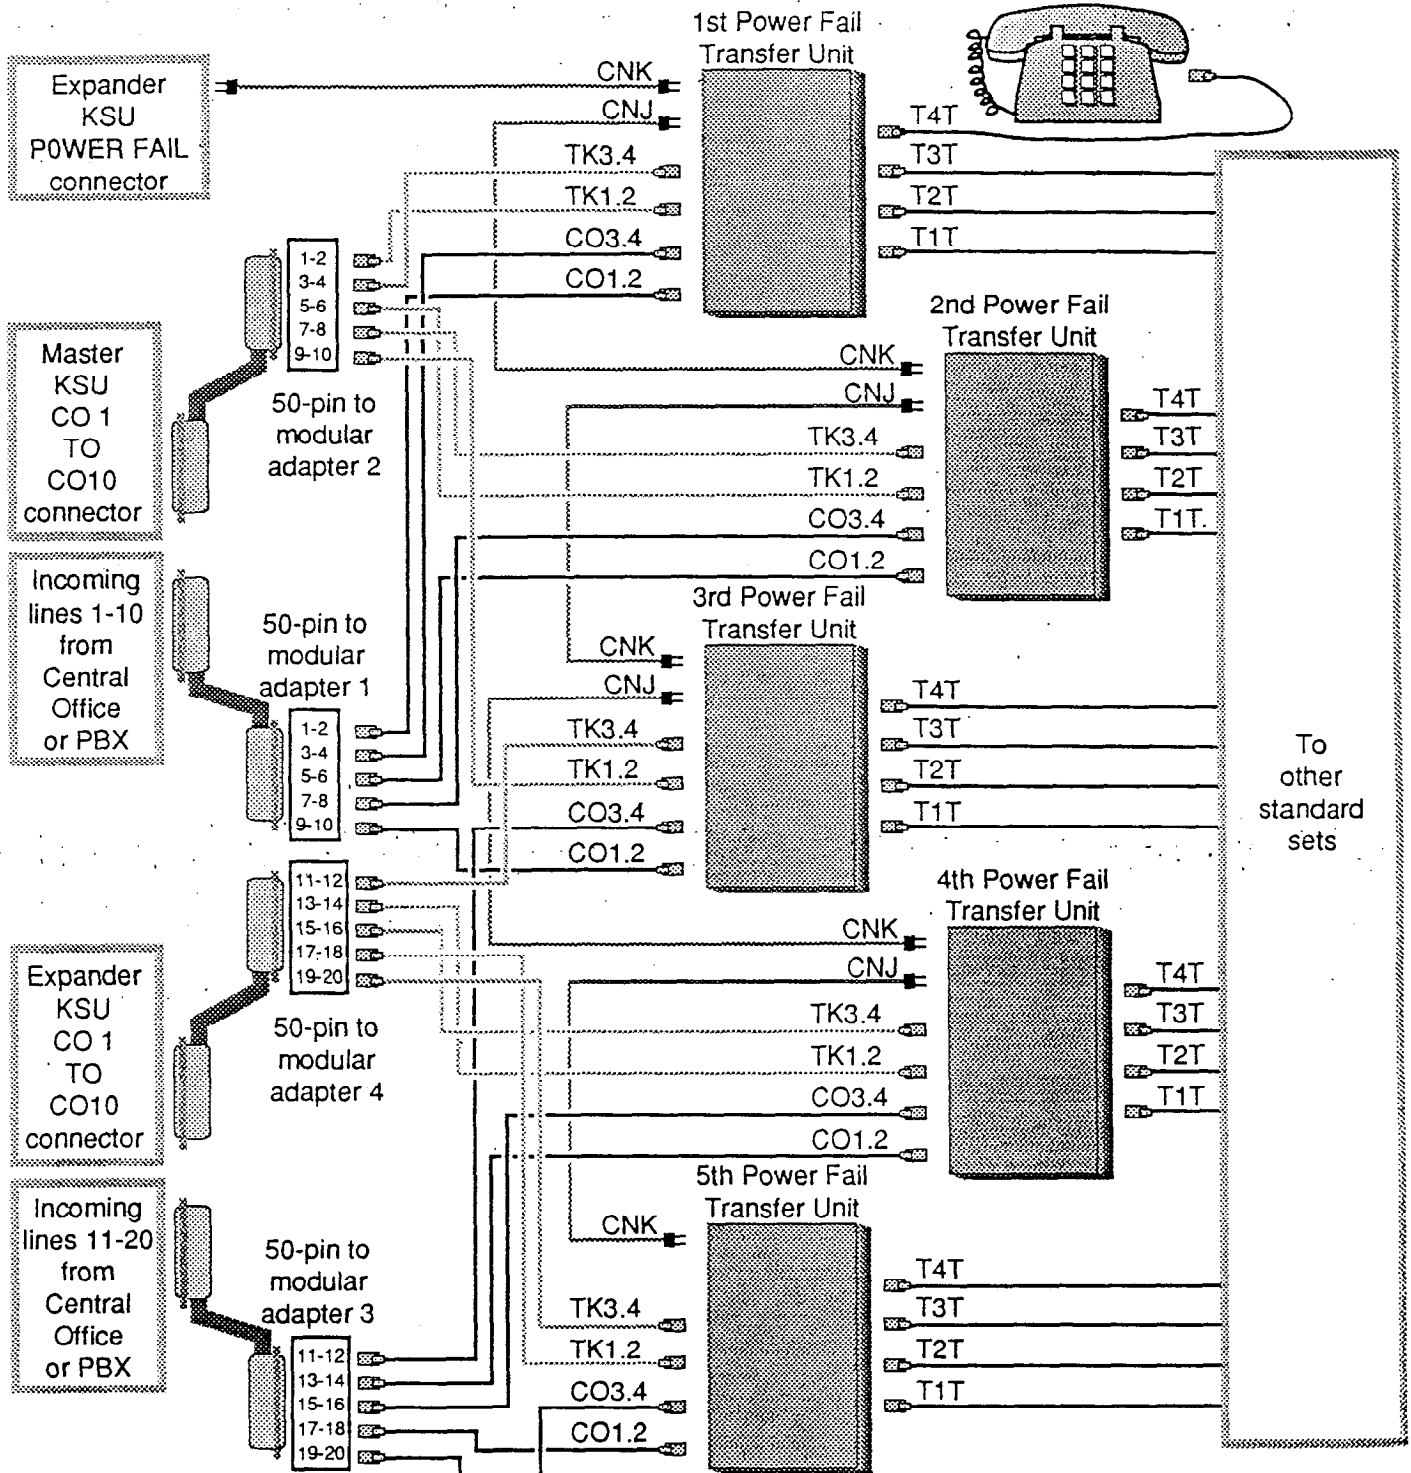 1st Power Fail
Transfer Unit
Expander
KSU
POWER FAIL
connector
CNK
CNJ
TK3.4
TK1.2
CO3.4
CO1.2
T4T
T3T
T2T
T1T
1-2
3-4
5-6
7-8
9-10
50-pin to
modular
adapter 2
Master
KSU
CO 1
TO
CO10
connector
2nd Power Fail
Transfer Unit
CNK
CNJ
TK3.4
TK1.2
CO3.4
CO1.2
T4T
T3T
T2T
T1T.
Incoming
lines 1-10
from
Central
Office
or PBX
50-pin to
modular
adapter 1
1-2
3-4
5-6
7-8
9-10
3rd Power Fail
Transfer Unit
CNK
CNJ
TK3.4
TK1.2
CO3.4
CO1.2
T4T
T3T
T2T
T1T
To
other
standard
sets
11-12
13-14
15-16
17-18
19-20
50-pin to
modular
adapter 4
Expander
KSU
CO 1
TO
CO10
connector
4th Power Fail
Transfer Unit
CNK
CNJ
TK3.4
TK1.2
CO3.4
CO1.2
T4T
T3T
T2T
T1T
Incoming
lines 11-20
from
Central
Office
or PBX
50-pin to
modular
adapter 3
11-12
13-14
15-16
17-18
19-20
5th Power Fail
Transfer Unit
CNK
TK3.4
TK1.2
CO3.4
CO1.2
T4T
T3T
T2T
T1T